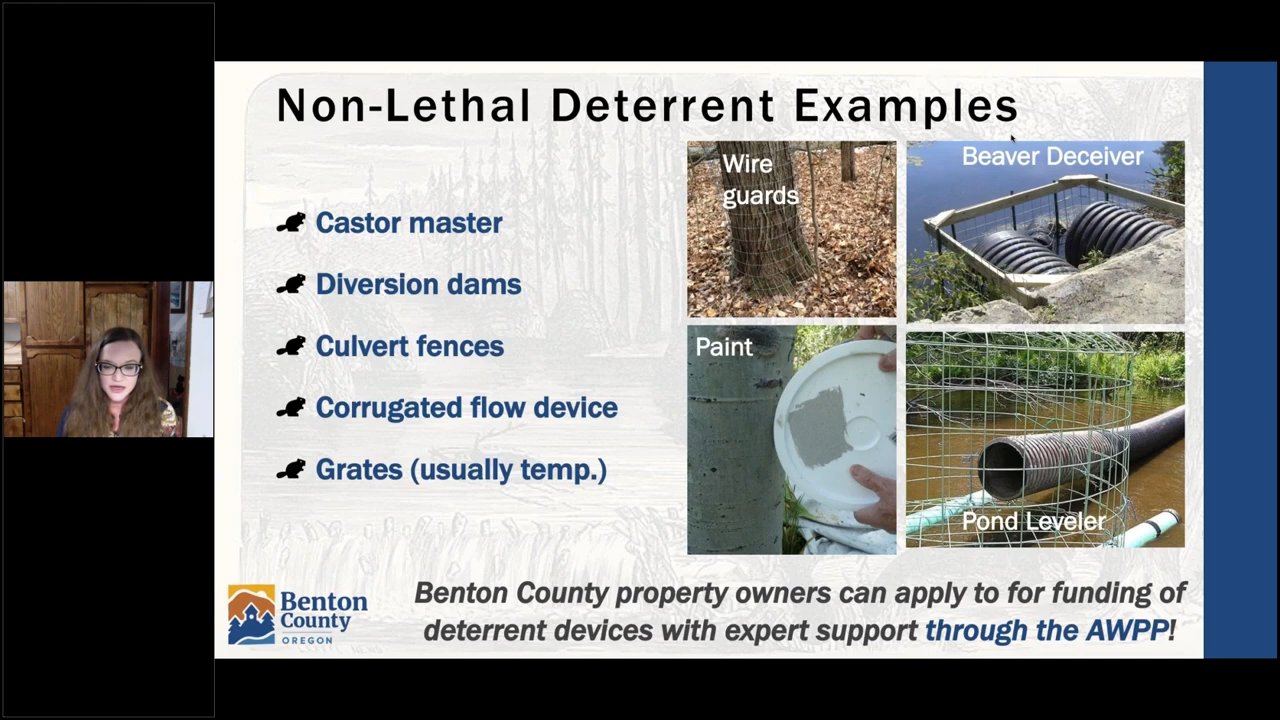 Non-Lethal Deterrent Examples
Castor master
Diversion dams
Culvert fences
Corrugated flow device
Grates (usually temp.)
Wire
guards
Beaver Deceiver
Paint
Pond Leveler
Benton
County
OREGON
Benton County property owners can apply to for funding of
deterrent devices with expert support through the AWPP!